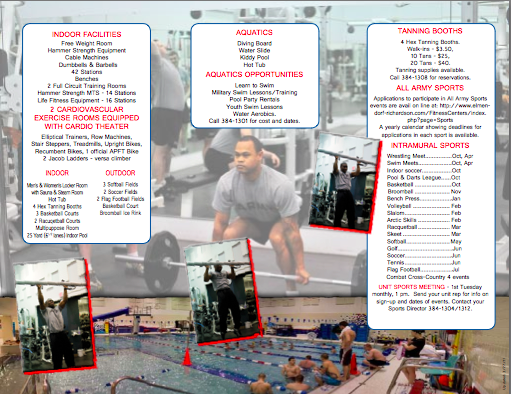 INDOOR FACILITIES
Free Weight Room
Hammer Strength Equipment
Cable Machines
Dumbbells & Barbells
42 Stations
Benches
2 Full Circuit Training Rooms
Hammer Strength MTS - 14 Stations
Life Fitness Equipment - 16 Stations
2 CARDIOVASCULAR
EXERCISE ROOMS EQUIPPED
WITH CARDIO THEATER
Elliptical Trainers, Row Machines,
Stair Steppers, Treadmills, Upright Bikes,
Recumbent Bikes, 1 official APFT Bike
2 Jacob Ladders - versa climber
INDOOR
Men's & Women's Locker Room
with Sauna & Steam Room
Hot Tub
4 Hex Tanning Booths
3 Basketball Courts
2 Racquetball Courts
Multipurpose Room
25 Yard (6 lanes) Indoor Pool
OUTDOOR
3 Softball Fields
2 Soccer Fields
2 Flag Football Fields
Basketball Court
Broomball Ice Rink
AQUATICS
Diving Board
Water Slide
Kiddy Pool
Hot Tub
AQUATICS OPPORTUNITIES
Learn to Swim
Military Swim Lessons/Training
Pool Party Rentals
Youth Swim Lessons
Water Aerobics.
Call 384-1301 for cost and dates.
TANNING BOOTHS
4 Hex Tanning Booths.
Walk-ins - $3.50.
10 Tans - $25,
20 Tans - $40.
Tanning supplies available.
Call 384-1308 for reservations.
ALL ARMY SPORTS
Applications to participate in All Army Sports
events are avail on line at: http://www.elmen-
dorf-richardson.com/FitnessCenters/index.
php?page=Sports
A yearly calendar showing deadlines for
applications in each sport is available.
INTRAMURAL SPORTS
Wrestling Meet..............Oct, Apr
Swim Meets..................Oct, Apr
Indoor soccer................Oct
Pool & Darts League......Oct
Basketball ....................Oct
Broomball ....................Nov
Bench Press..................Jan
Volleyball .....................Feb
Slalom..........................Feb
Arctic Skills ..................Feb
Racquetball...................Mar
Skeet ...........................Mar
Softball.........................May
Golf..............................Jun
Soccer..........................Jun
Tennis..........................Jun
Flag Football.................Jul
Combat Cross-Country 4 events
UNIT SPORTS MEETING - 1st Tuesday
monthly, 1 pm. Send your unit rep for info on
sign-up and dates of events. Contact your
Sports Director 384-1304/1312.